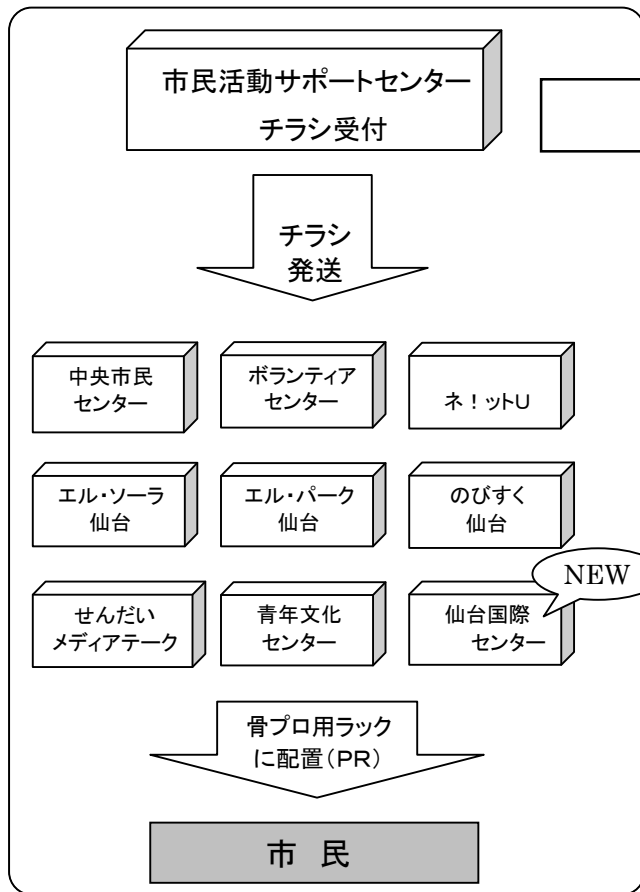 市民活動サポートセンター
チラシ受付
チラシ
発送
中央市民
センター
ボランティア
センター
ネ！ットU
エル・ソーラ
仙台
エル・パーク
仙台
のびすく
仙台
NEW
せんだい
メディアテーク
青年文化
センター
仙台国際
センター
骨プロ用ラック
に配置（PR）
市 民